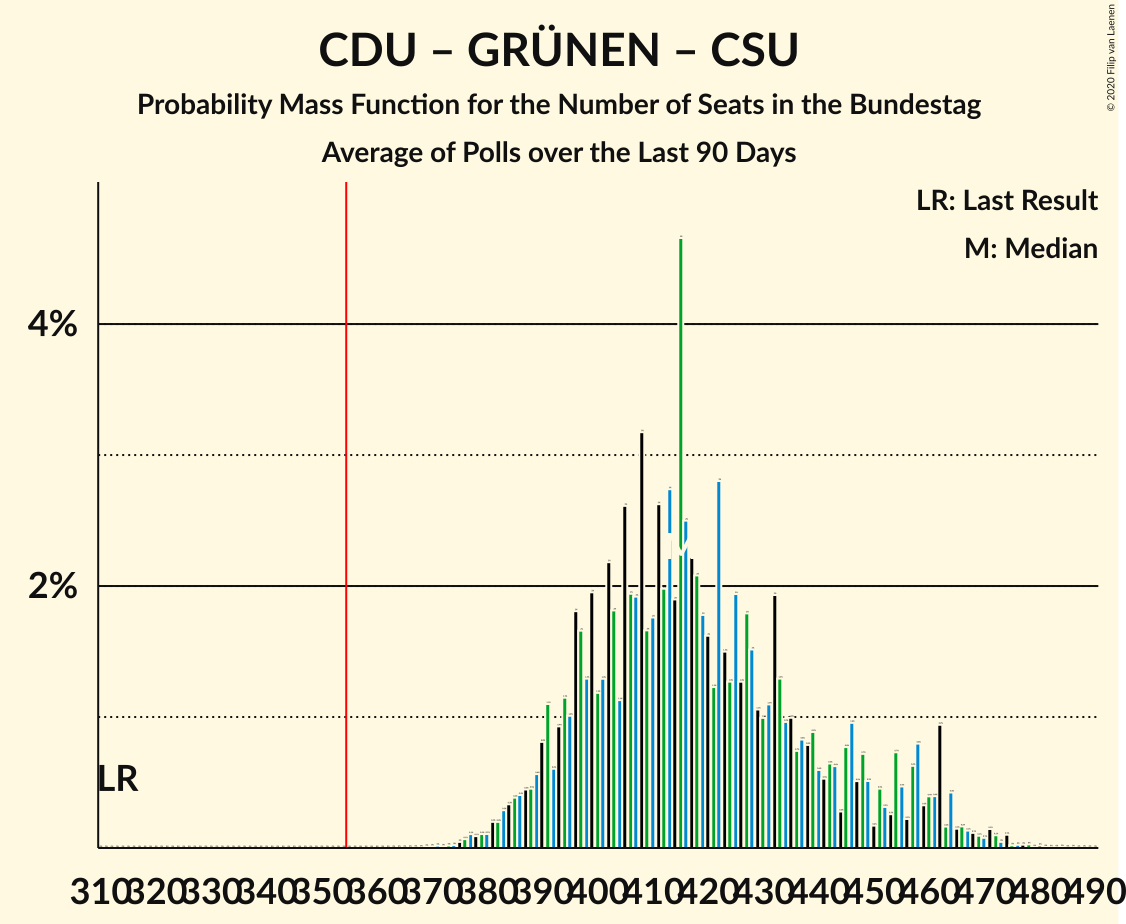 CDU – GRÜNEN – CSU
Probability Mass Function for the Number of Seats in the Bundestag
Average of Polls over the Last 90 Days
© 2020 Filip van Laenen
LR: Last Result
M: Median
4%
2%
LR
310 320 330 340 350 360 370 380 390 400 410 420 430 440 450 460 470 480 490